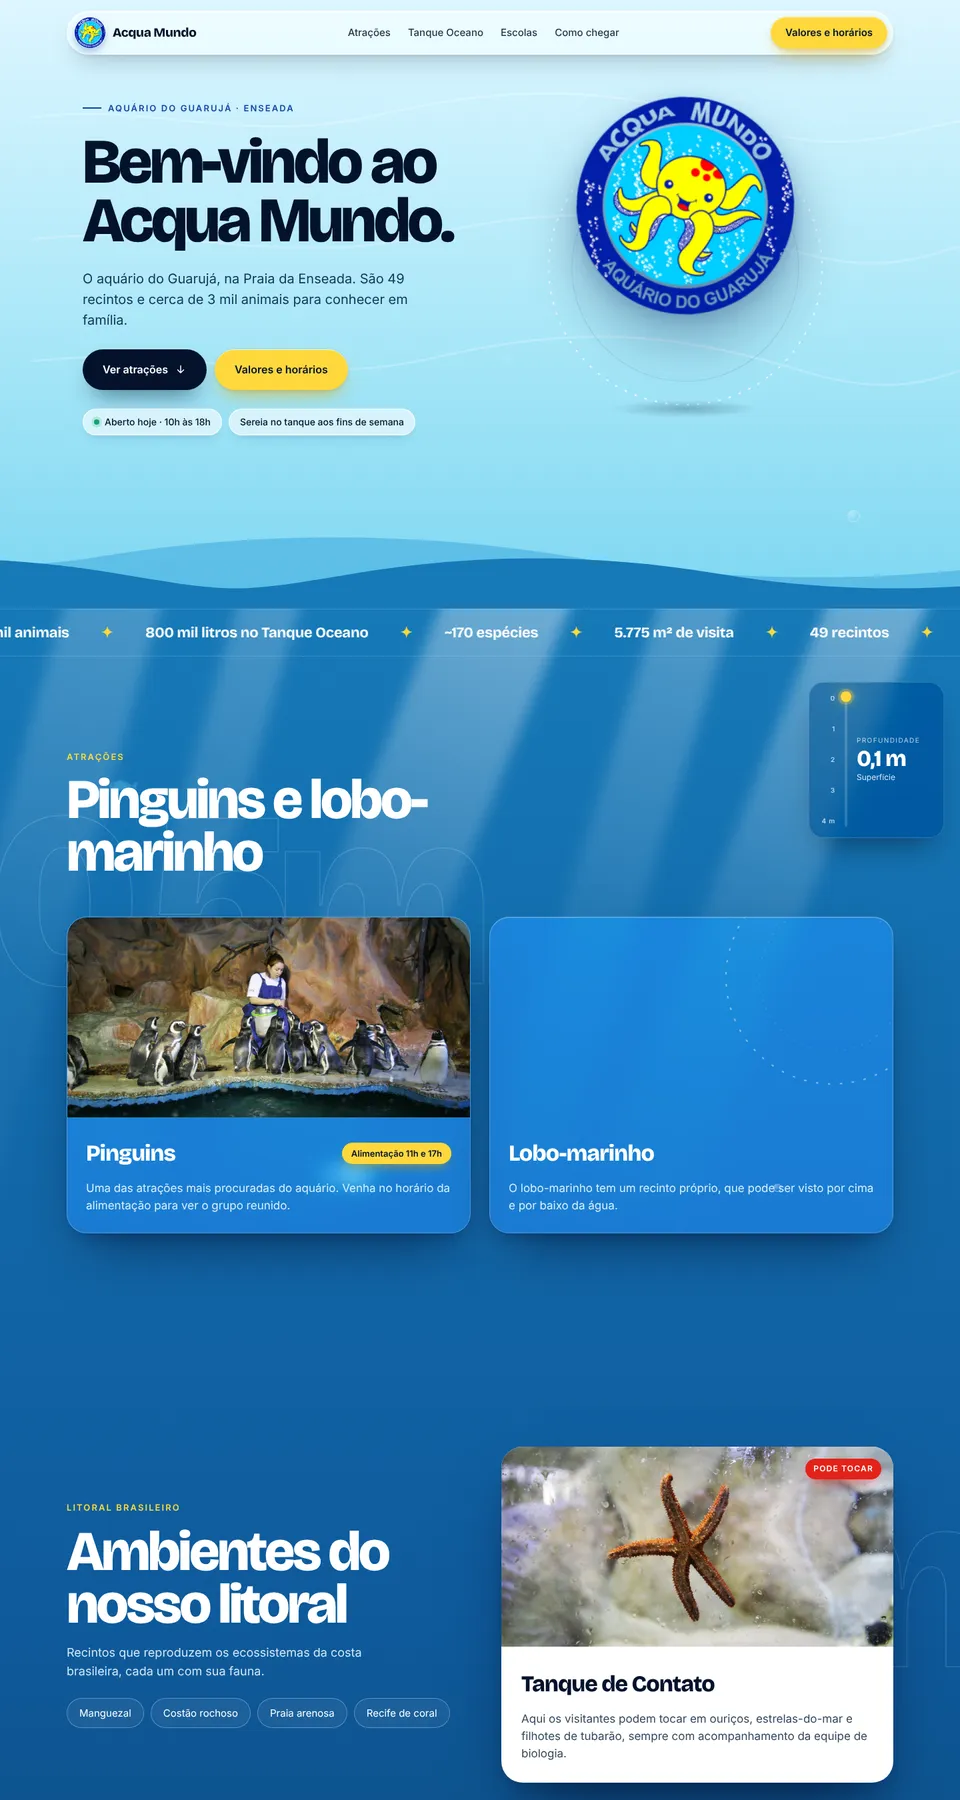 Acqua Mundo
Atrações
Tanque Oceano
Escolas
Como chegar
Valores e horários
AQUÁRIO DO GUARUJÁ · ENSEADA
Bem-vindo ao
Acqua Mundo.
O aquário do Guarujá, na Praia da Enseada. São 49
recintos e cerca de 3 mil animais para conhecer em
família.
Ver atrações ↓
Valores e horários
Aberto hoje · 10h às 18h
Sereia no tanque aos fins de semana
ACQUA MUNDO
AQUÁRIO DO GUARUJÁ
animais ✦ 800 mil litros no Tanque Oceano ✦ ~170 espécies ✦ 5.775 m² de visita ✦ 49 recintos ✦
0
1
2
3
4 m
PROFUNDIDADE
0,1 m
Superfície
ATRAÇÕES
Pinguins e lobo-
marinho
Pinguins
Alimentação 11h e 17h
Uma das atrações mais procuradas do aquário. Venha no horário da
alimentação para ver o grupo reunido.
Lobo-marinho
O lobo-marinho tem um recinto próprio, que pode ser visto por cima
e por baixo da água.
LITORAL BRASILEIRO
Ambientes do
nosso litoral
Recintos que reproduzem os ecossistemas da costa
brasileira, cada um com sua fauna.
Manguezal
Costão rochoso
Praia arenosa
Recife de coral
PODE TOCAR
Tanque de Contato
Aqui os visitantes podem tocar em ouriços, estrelas-do-mar e
filhotes de tubarão, sempre com acompanhamento da equipe de
biologia.